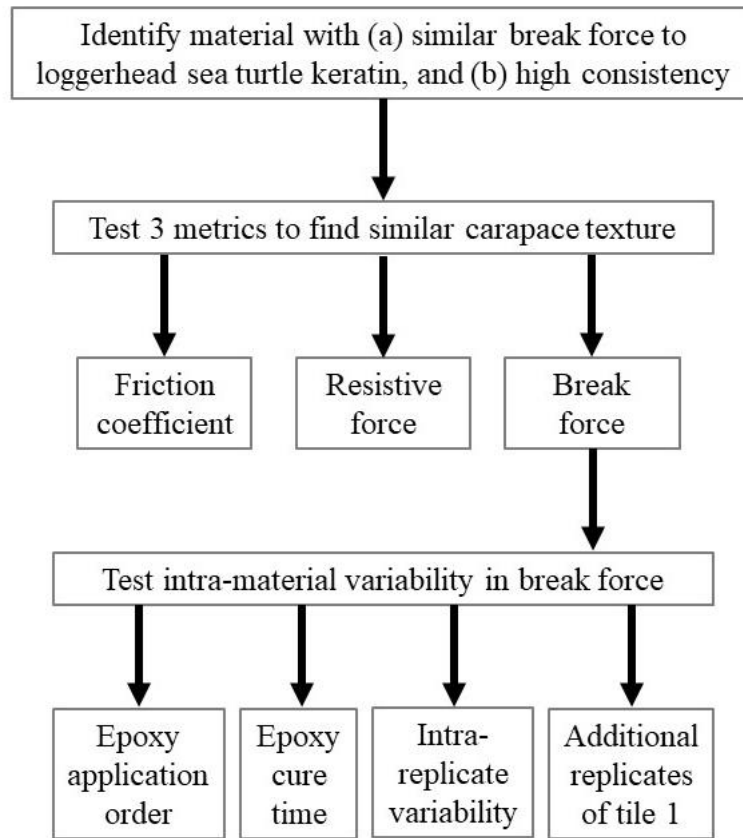 Identify material with (a) similar break force to
loggerhead sea turtle keratin, and (b) high consistency
Test 3 metrics to find similar carapace texture
Friction
coefficient
Resistive
force
Break
force
Test intra-material variability in break force
Epoxy
application
order
Epoxy
cure
time
Intra-
replicate
variability
Additional
replicates
of tile 1